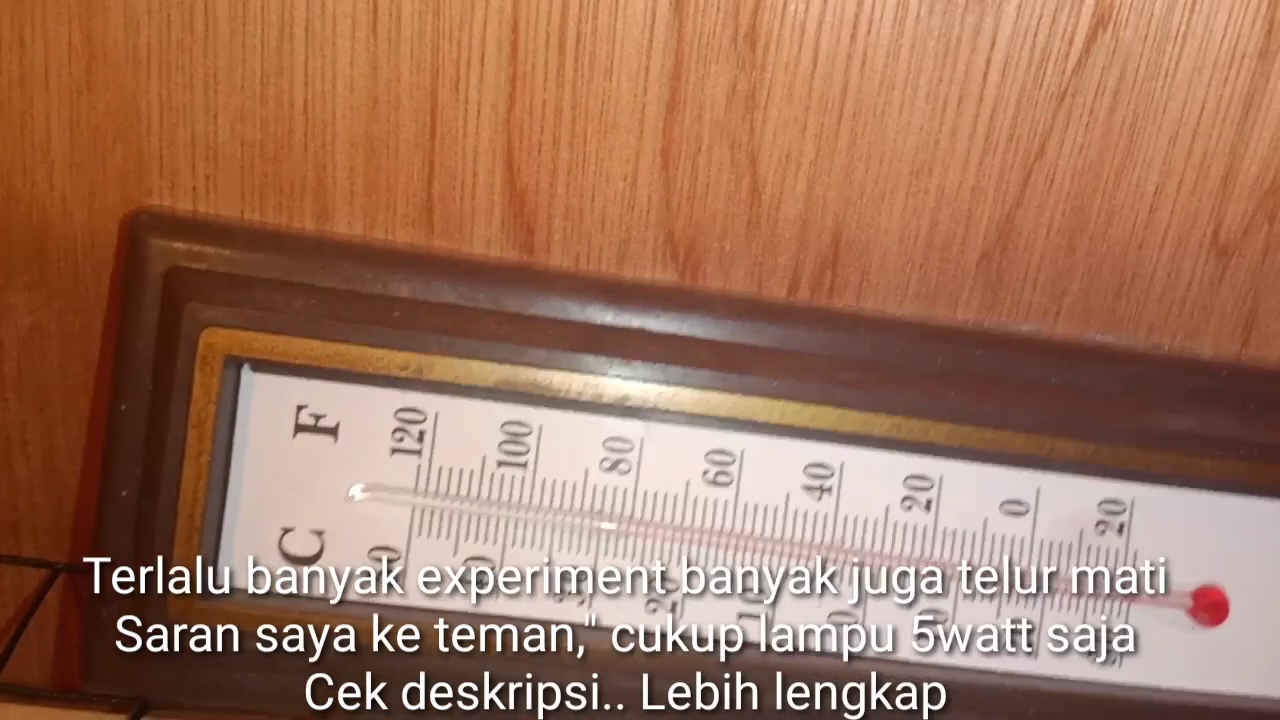 F
120
100
80
60
40
20
0
20
C
Terlalu banyak experiment banyak juga telur mati
Saran saya ke teman," cukup lampu 5watt saja
Cek deskripsi.. Lebih lengkap